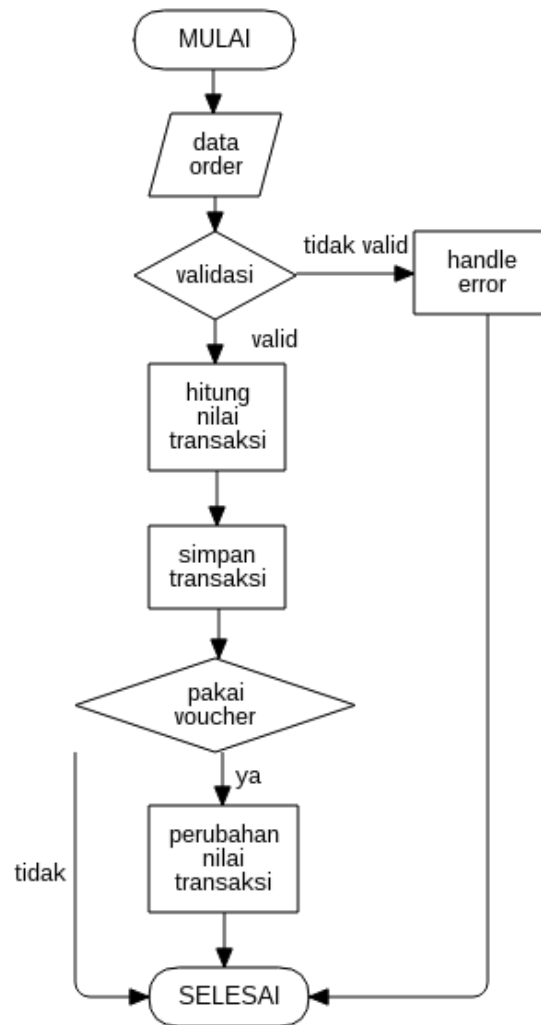 MULAI
data
order
validasi
tidak valid
handle
error
valid
hitung
nilai
transaksi
simpan
transaksi
pakai
voucher
ya
perubahan
nilai
transaksi
tidak
SELESAI